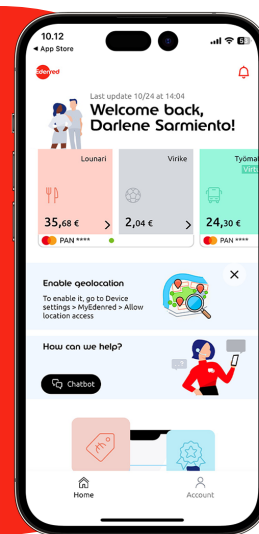 10.12
◀ App Store
Edenred
Last update 10/24 at 14:04
Welcome back,
Darlene Sarmiento!
Lounari
Virike
Työma
Virt
35,68 €
2,04 €
24,30 €
PAN ****
PAN ****
Enable geolocation
To enable it, go to Device
settings > MyEdenred > Allow
location access
How can we help?
Chatbot
Home
Account